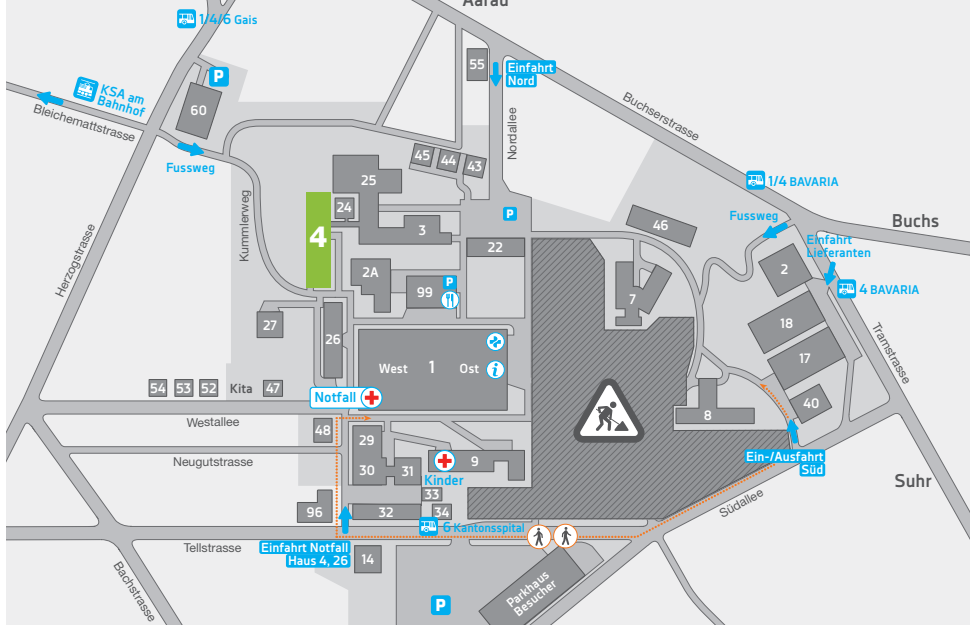 Aarau
1/4/6 Gais
P
55
Einfahrt
Nord
KSA am
Bahnhof
60
Bleichemattstrasse
Buchserstrasse
Nordallee
Fussweg
45
44
43
25
1/4 BAVARIA
24
Kummlerweg
4
3
P
46
Fussweg
Buchs
Herzogstrasse
22
Einfahrt
Lieferanten
2A
99
P
7
2
4 BAVARIA
27
26
18
Tramstrasse
West
1
Ost
i
17
54
53
52
Kita
47
Notfall
40
8
Westallee
48
29
Neugutstrasse
30
31
9
Kinder
Ein-/Ausfahrt
Süd
Suhr
33
96
32
34
6 Kantonsspital
Südallee
Tellstrasse
Einfahrt Notfall
Haus 4, 26
14
Bachstrasse
P
Parkhaus
Besucher